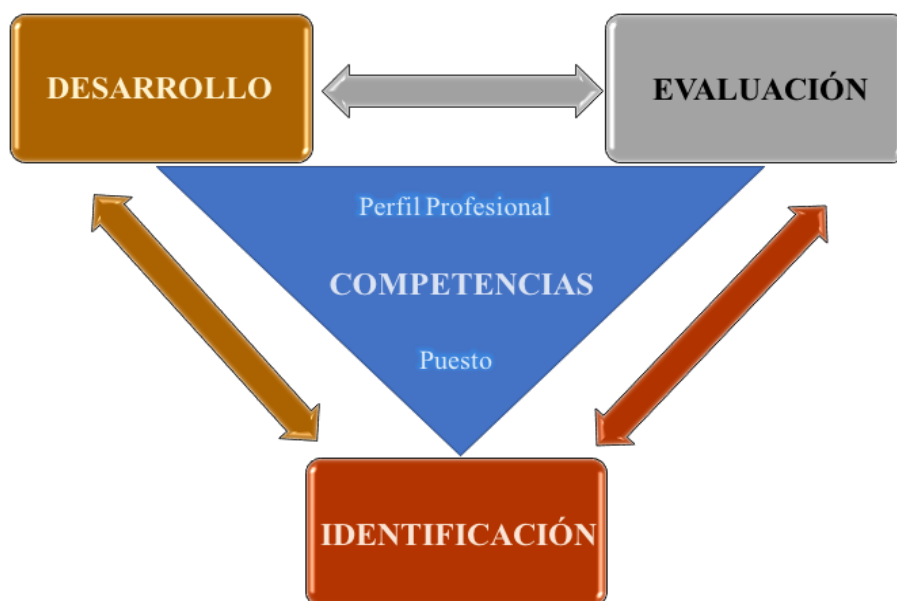 DESARROLLO
EVALUACIÓN
Perfil Profesional
COMPETENCIAS
Puesto
IDENTIFICACIÓN